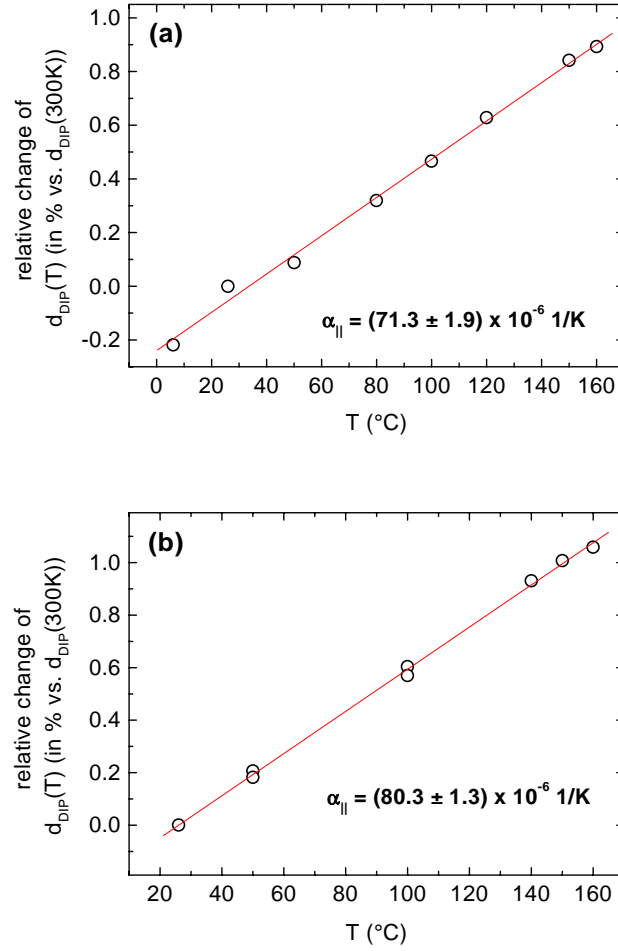 (a)
relative change of
d_DIP(T) (in % vs. d_DIP(300K))
1.0
0.8
0.6
0.4
0.2
0.0
-0.2
α_|| = (71.3 ± 1.9) x 10^-6 1/K
0 20 40 60 80 100 120 140 160
T (°C)
(b)
relative change of
d_DIP(T) (in % vs. d_DIP(300K))
1.0
0.8
0.6
0.4
0.2
0.0
α_|| = (80.3 ± 1.3) x 10^-6 1/K
20 40 60 80 100 120 140 160
T (°C)